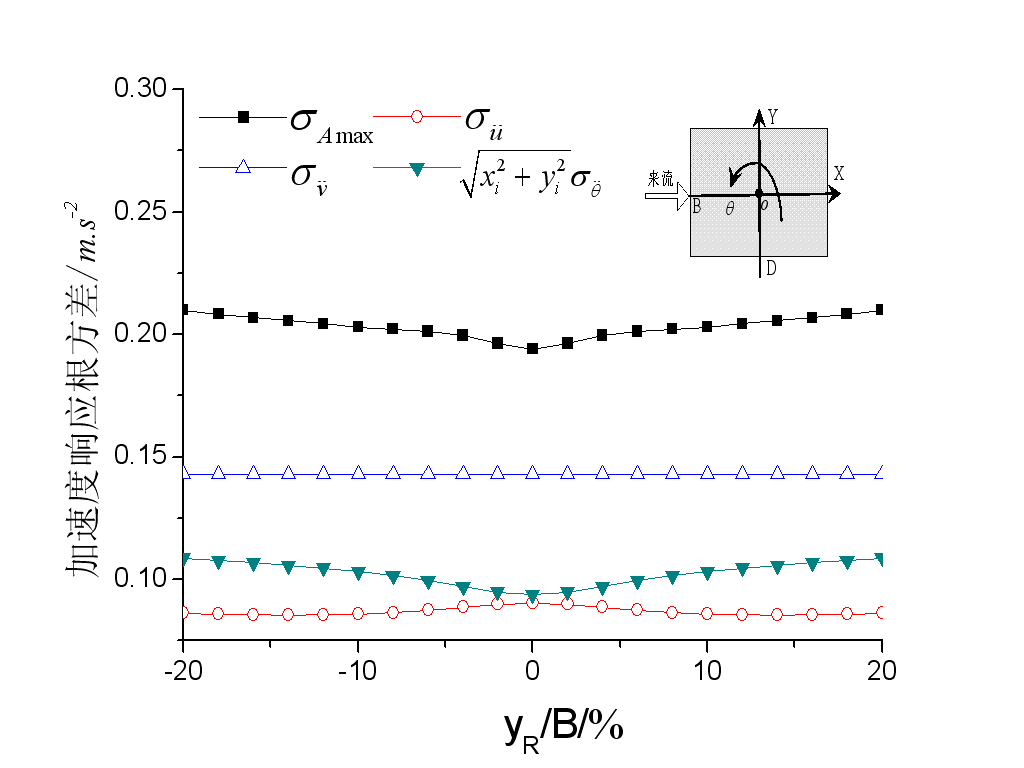 0.30
0.25
0.20
0.15
0.10
加速度响应根方差/m.s⁻²
σ_Amax
σ_ü
σ_v̈
√(x_i² + y_i²) σ_θ̈
Y
来流
X
B
θ
o
D
-20
-10
0
10
20
y_R/B/%